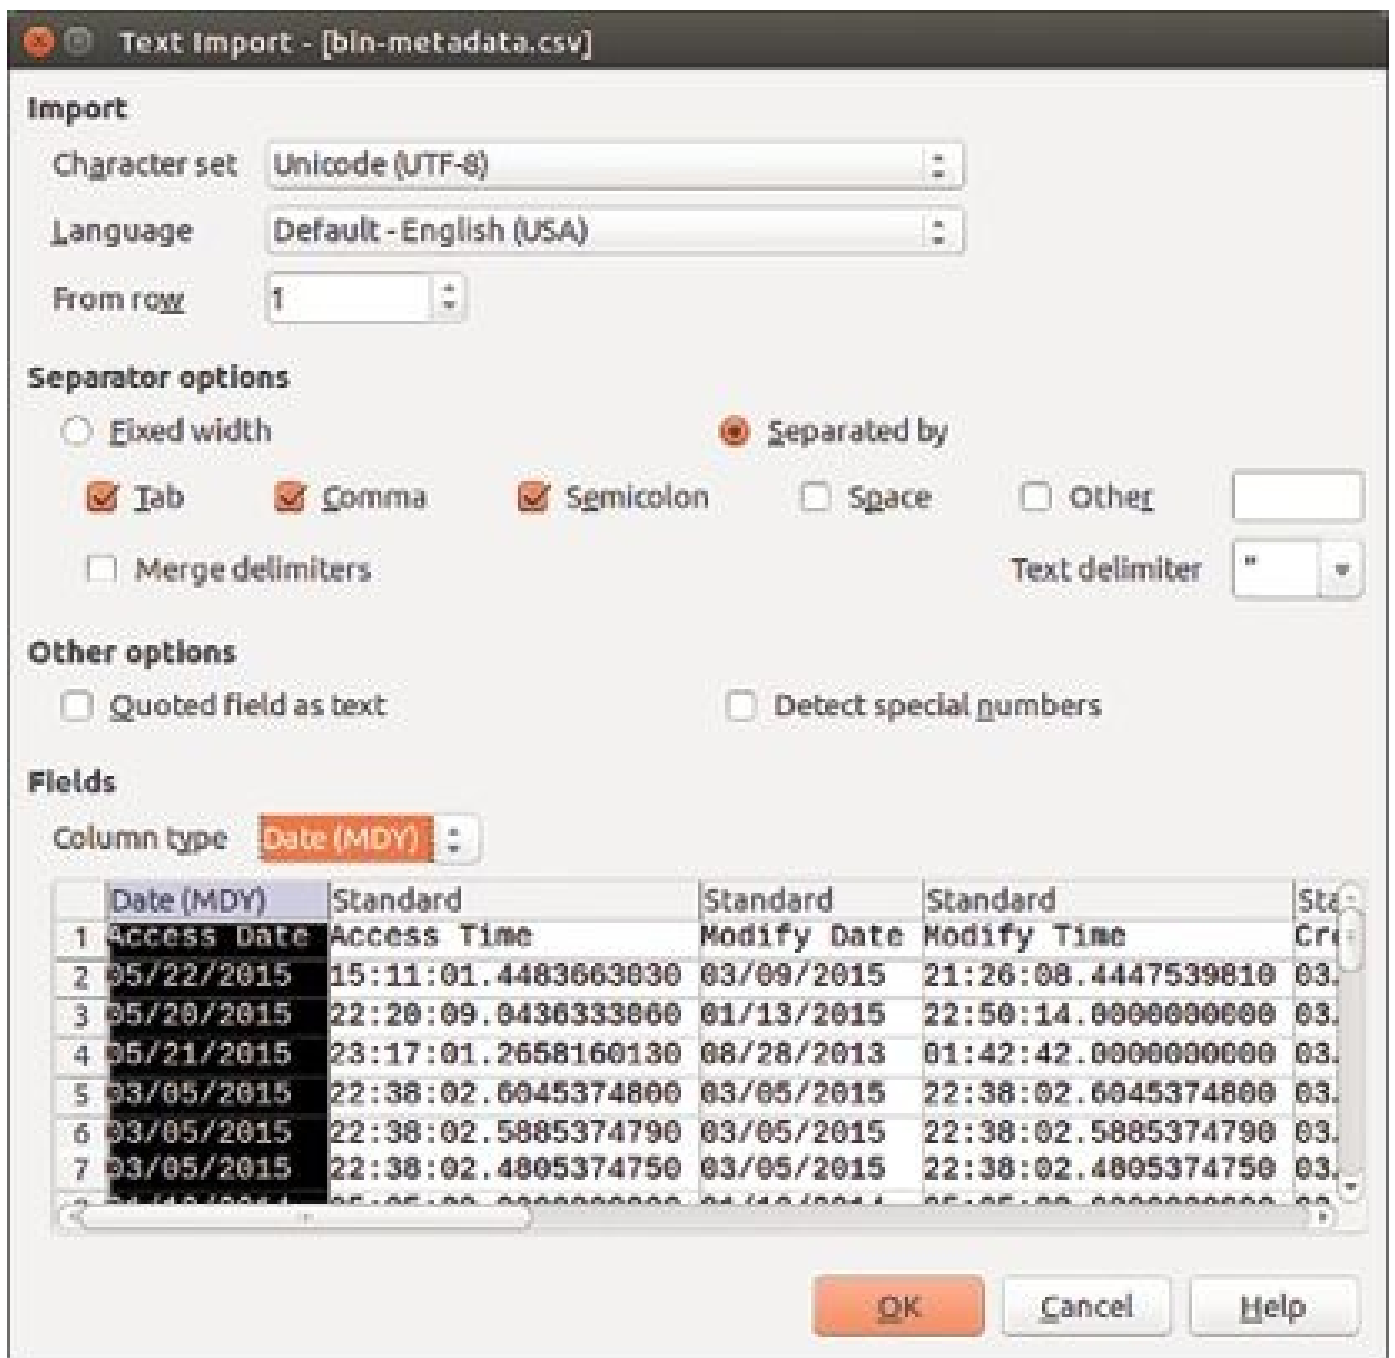 Text Import - [bin-metadata.csv]
Import
Character set Unicode (UTF-8)
Language Default - English (USA)
From row 1
Separator options
Fixed width Separated by
Tab Comma Semicolon Space Other
Merge delimiters Text delimiter "
Other options
Quoted field as text Detect special numbers
Fields
Column type Date (MDY)
Date (MDY) Standard Standard Standard
1 Access Date Access Time Modify Date Modify Time
2 05/22/2015 15:11:01.4483663030 03/09/2015 21:26:08.4447539810 03
3 05/20/2015 22:20:09.0436333060 01/13/2015 22:50:14.0000000000 03
4 05/21/2015 23:17:01.2658160130 08/28/2013 01:42:42.0000000000 03
5 03/05/2015 22:38:02.6045374800 03/05/2015 22:38:02.6045374800 03
6 03/05/2015 22:38:02.5885374790 03/05/2015 22:38:02.5885374790 03
7 03/05/2015 22:38:02.4805374750 03/05/2015 22:38:02.4805374750 03
OK Cancel Help